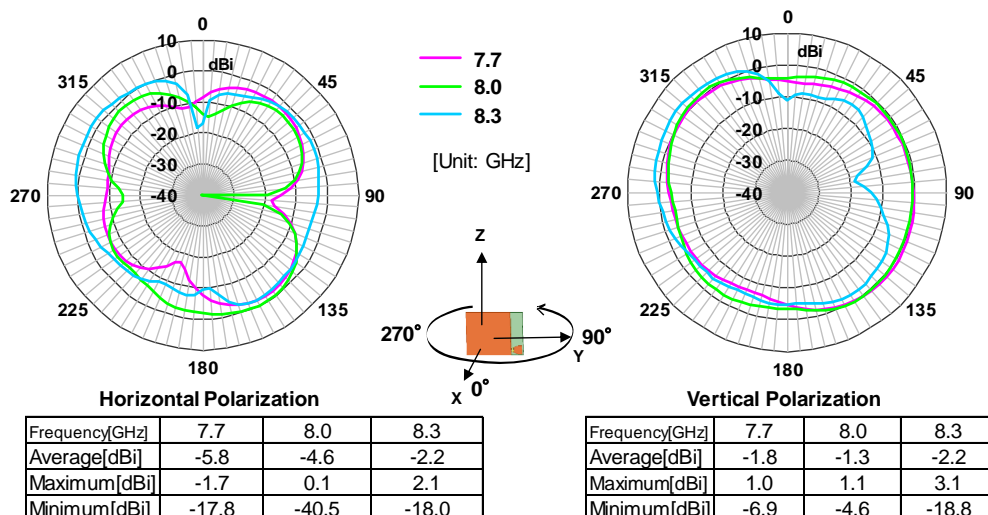 0
10
0
dBi
-10
-20
-30
-40
45
90
135
180
225
270
315
7.7
8.0
8.3
[Unit: GHz]
0
10
0
dBi
-10
-20
-30
-40
45
90
135
180
225
270
315
Z
270°
90°
Y
X 0°
Horizontal Polarization
Frequency[GHz] 7.7 8.0 8.3
Average[dBi] -5.8 -4.6 -2.2
Maximum[dBi] -1.7 0.1 2.1
Minimum[dBi] -17.8 -40.5 -18.0
Vertical Polarization
Frequency[GHz] 7.7 8.0 8.3
Average[dBi] -1.8 -1.3 -2.2
Maximum[dBi] 1.0 1.1 3.1
Minimum[dBi] -6.9 -4.6 -18.8